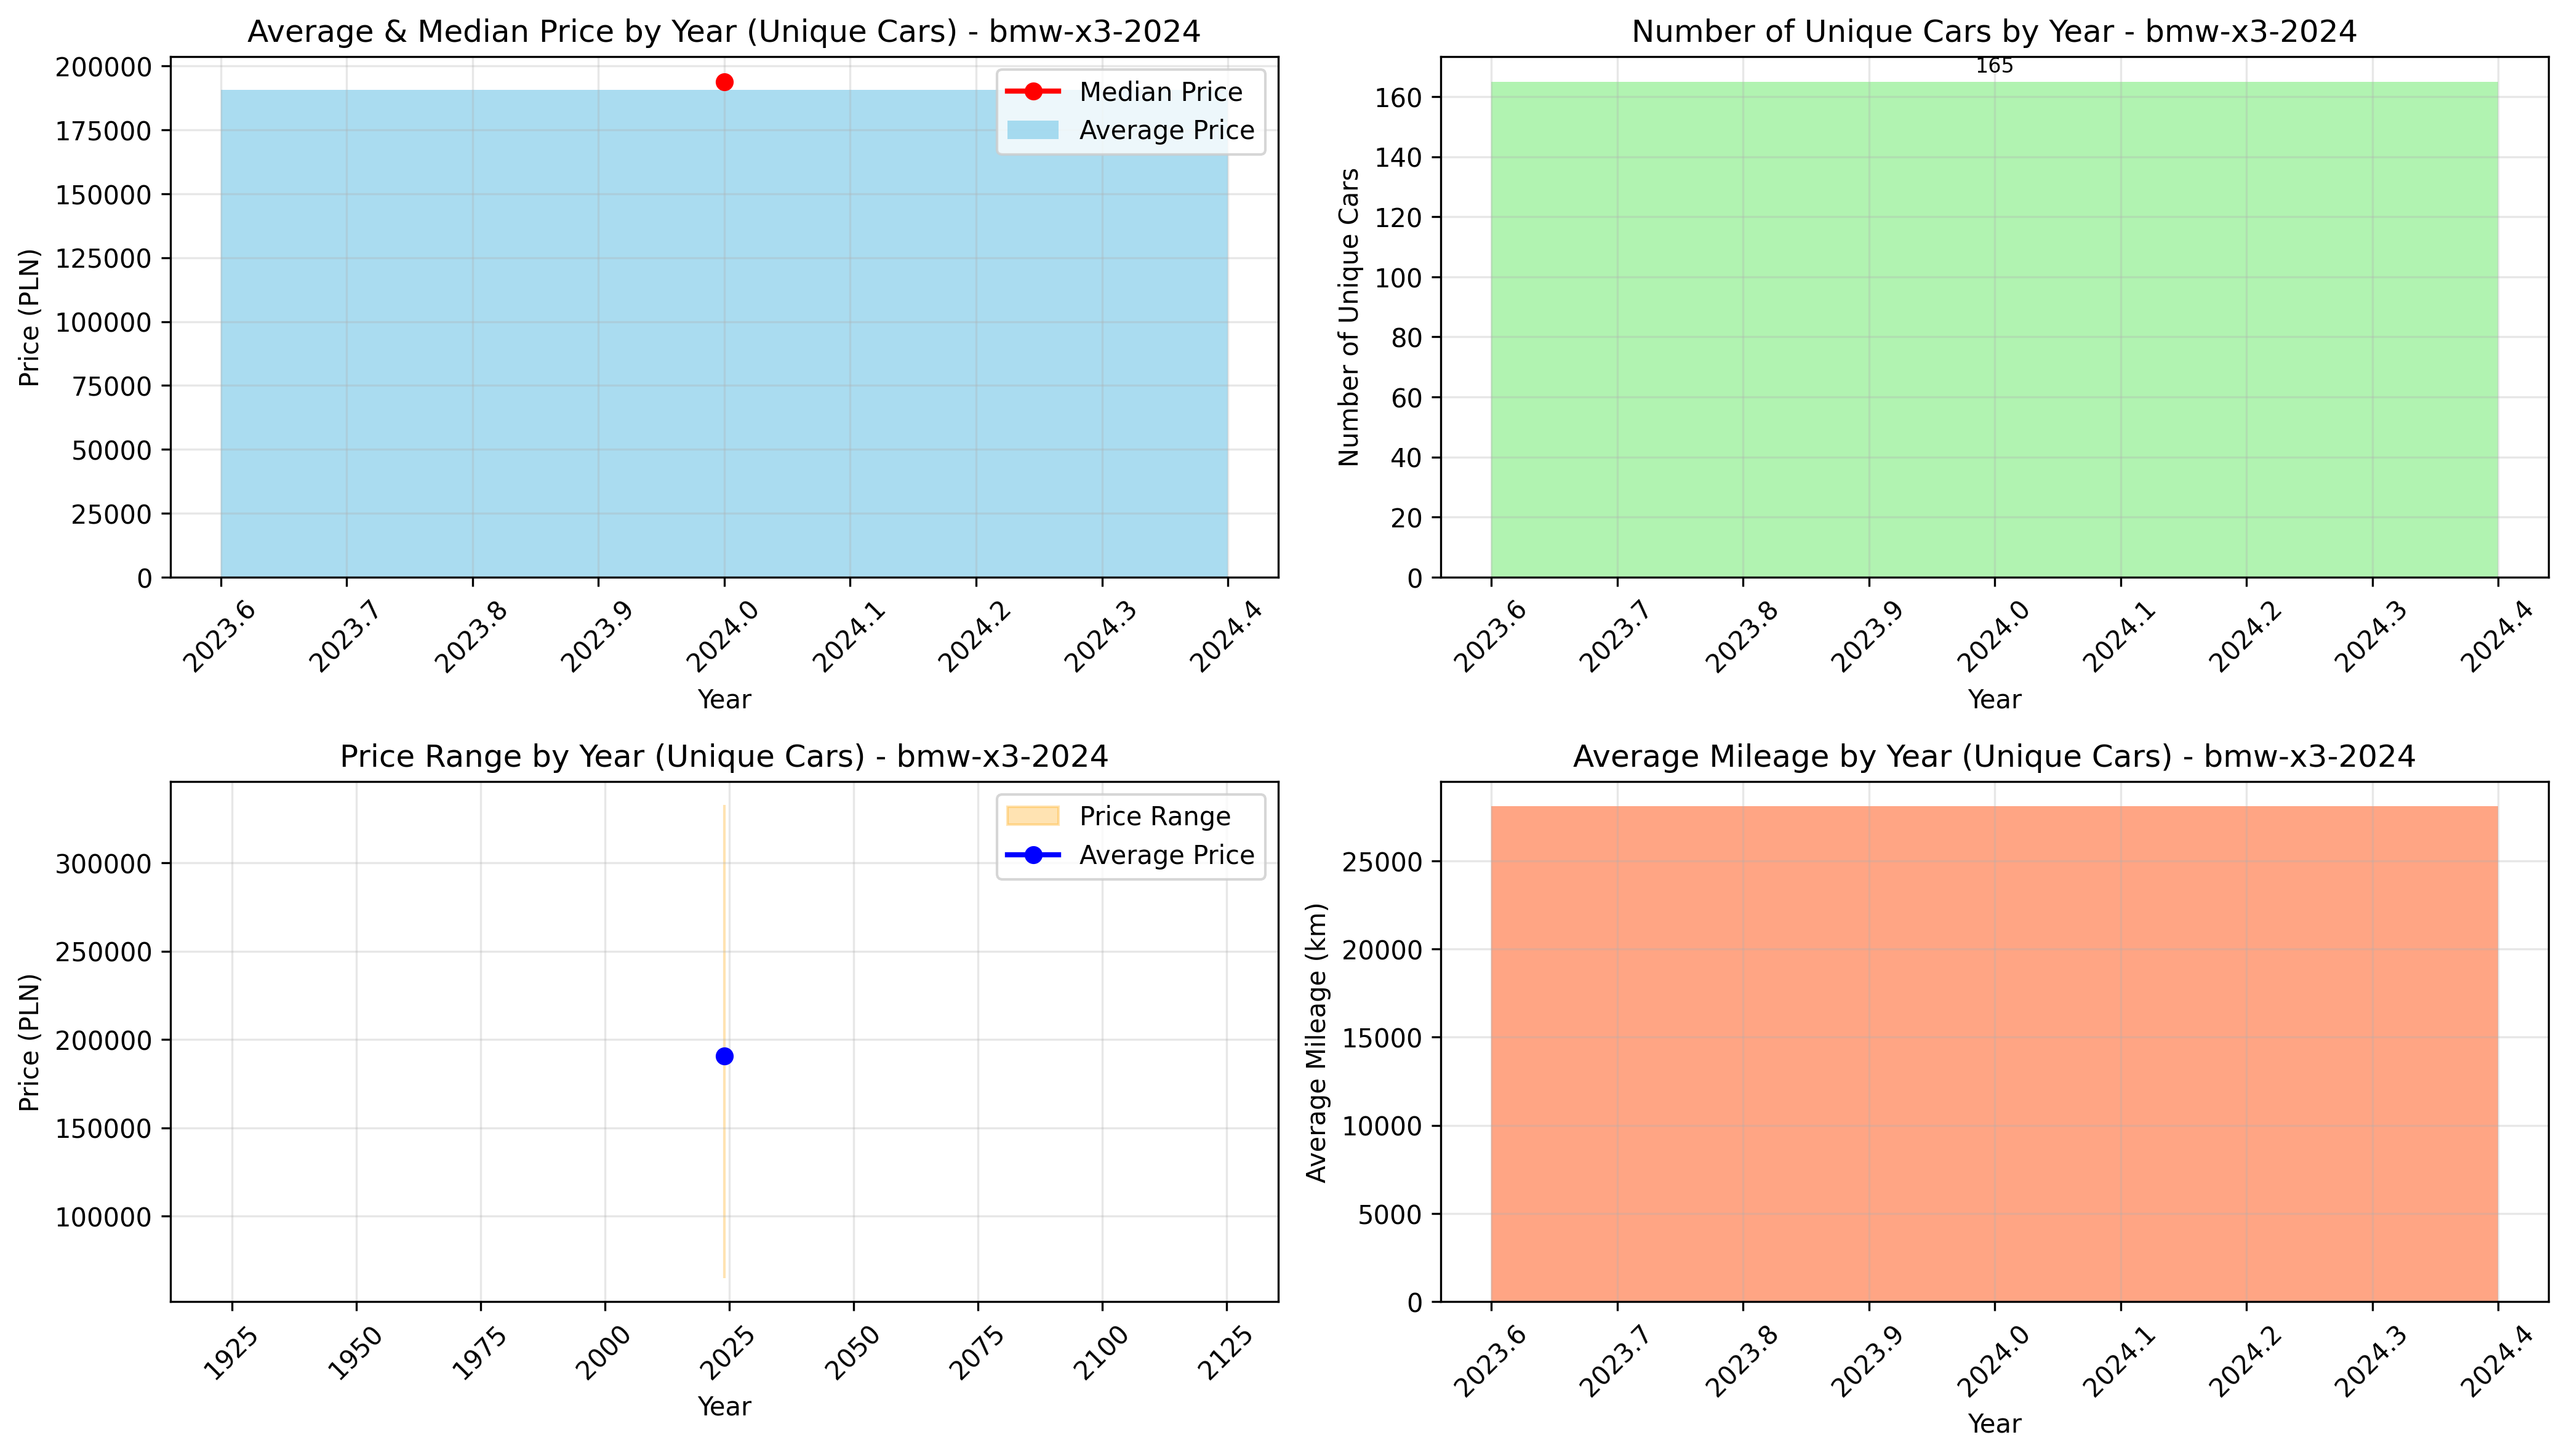 Average & Median Price by Year (Unique Cars) - bmw-x3-2024
Price (PLN)
200000
175000
150000
125000
100000
75000
50000
25000
0
Median Price
Average Price
2023.6 2023.7 2023.8 2023.9 2024.0 2024.1 2024.2 2024.3 2024.4
Year
Number of Unique Cars by Year - bmw-x3-2024
165
Number of Unique Cars
160
140
120
100
80
60
40
20
0
2023.6 2023.7 2023.8 2023.9 2024.0 2024.1 2024.2 2024.3 2024.4
Year
Price Range by Year (Unique Cars) - bmw-x3-2024
Price (PLN)
300000
250000
200000
150000
100000
Price Range
Average Price
1925 1950 1975 2000 2025 2050 2075 2100 2125
Year
Average Mileage by Year (Unique Cars) - bmw-x3-2024
Average Mileage (km)
25000
20000
15000
10000
5000
0
2023.6 2023.7 2023.8 2023.9 2024.0 2024.1 2024.2 2024.3 2024.4
Year